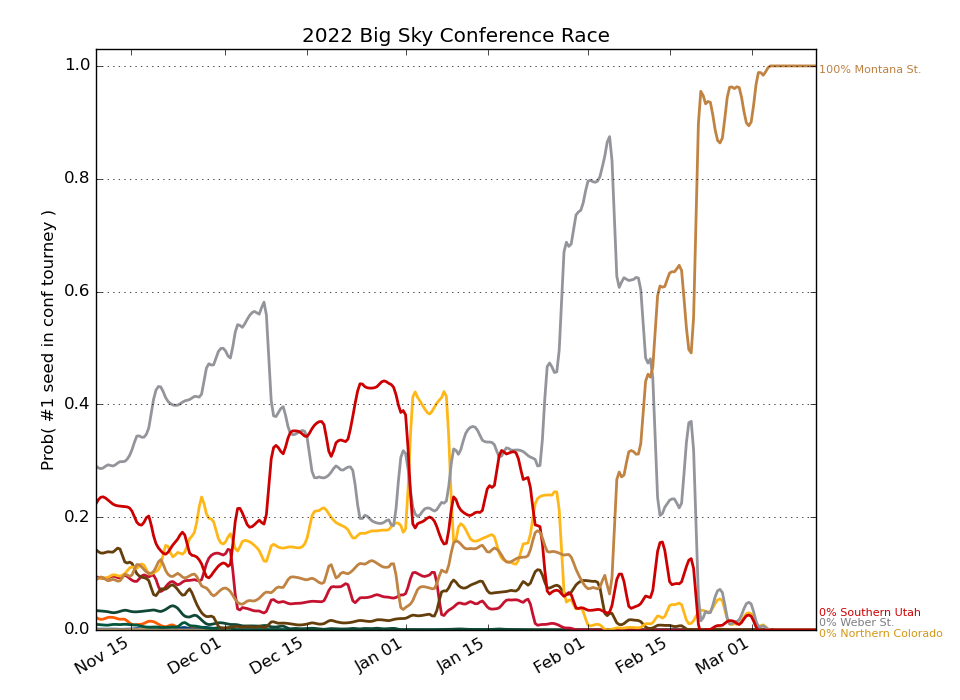 2022 Big Sky Conference Race
1.0
0.8
0.6
0.4
0.2
0.0
Prob( #1 seed in conf tourney )
Nov 15
Dec 01
Dec 15
Jan 01
Jan 15
Feb 01
Feb 15
Mar 01
100% Montana St.
0% Southern Utah
0% Weber St.
0% Northern Colorado